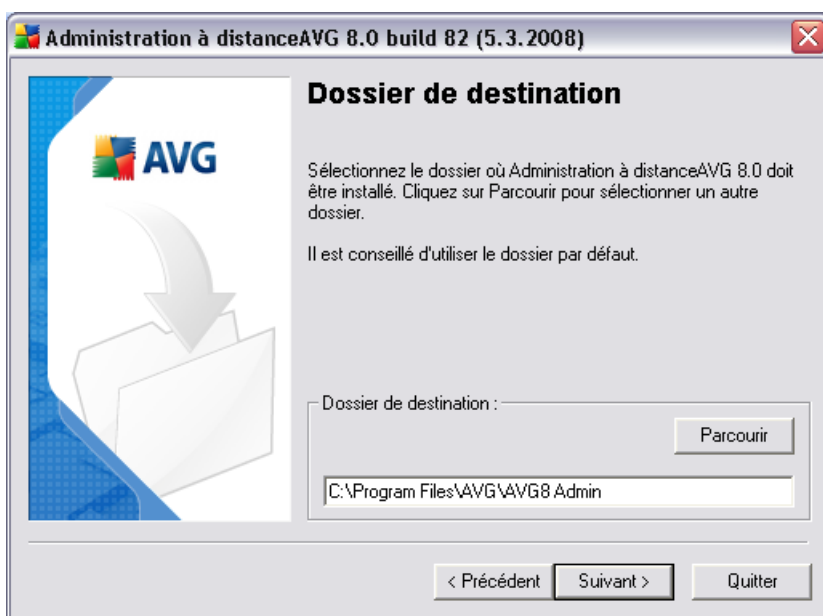 Administration à distanceAVG 8.0 build 82 (5.3.2008)
AVG
Dossier de destination
Sélectionnez le dossier où Administration à distanceAVG 8.0 doit
être installé. Cliquez sur Parcourir pour sélectionner un autre
dossier.
Il est conseillé d'utiliser le dossier par défaut.
Dossier de destination :
Parcourir
C:\Program Files\AVG\AVG8 Admin
< Précédent
Suivant >
Quitter